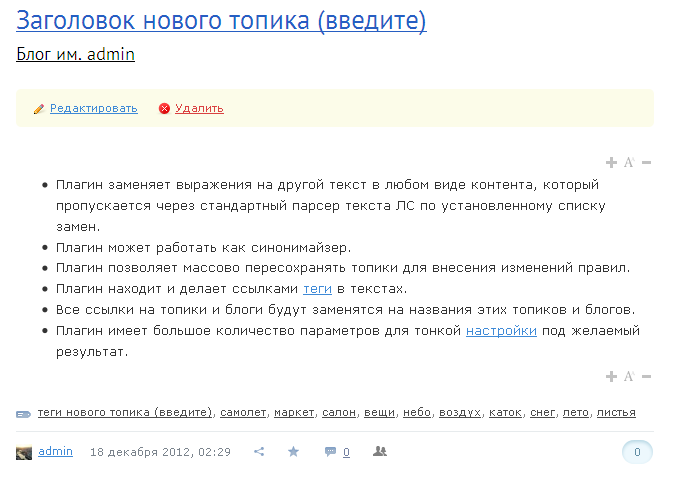 Заголовок нового топика (введите)
Блог им. admin
Редактировать Удалить
+ A −
Плагин заменяет выражения на другой текст в любом виде контента, который
пропускается через стандартный парсер текста ЛС по установленному списку
замен.
Плагин может работать как синонимайзер.
Плагин позволяет массово пересохранять топики для внесения изменений правил.
Плагин находит и делает ссылками теги в текстах.
Все ссылки на топики и блоги будут заменятся на названия этих топиков и блогов.
Плагин имеет большое количество параметров для тонкой настройки под желаемый
результат.
+ A −
теги нового топика (введите), самолет, маркет, салон, вещи, небо, воздух, каток, снег, лето, листья
admin 18 декабря 2012, 02:29 0 0